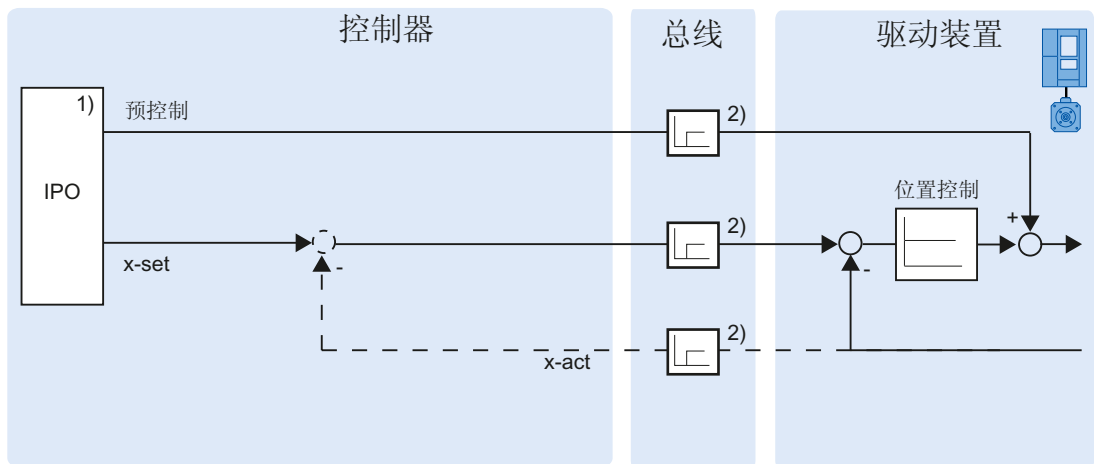 控制器
总线
驱动装置
1)
预控制
2)
IPO
位置控制
2)
+
x-set
-
-
2)
x-act